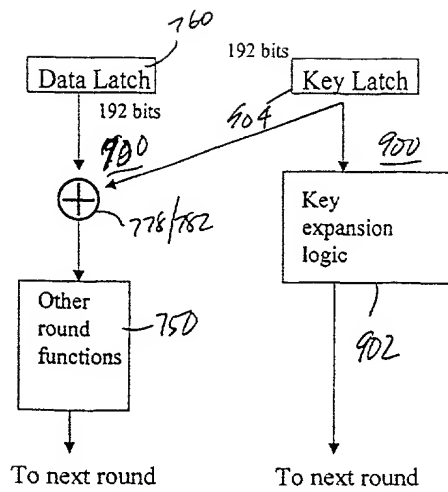 760
192 bits
Data Latch
Key Latch
192 bits
904
900
900
778/782
Key
expansion
logic
Other
round
functions
750
902
To next round
To next round